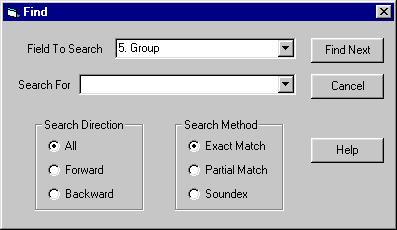 Find
Field To Search 5. Group Find Next
Search For Cancel
Search Direction Search Method
All Exact Match Help
Forward Partial Match
Backward Soundex